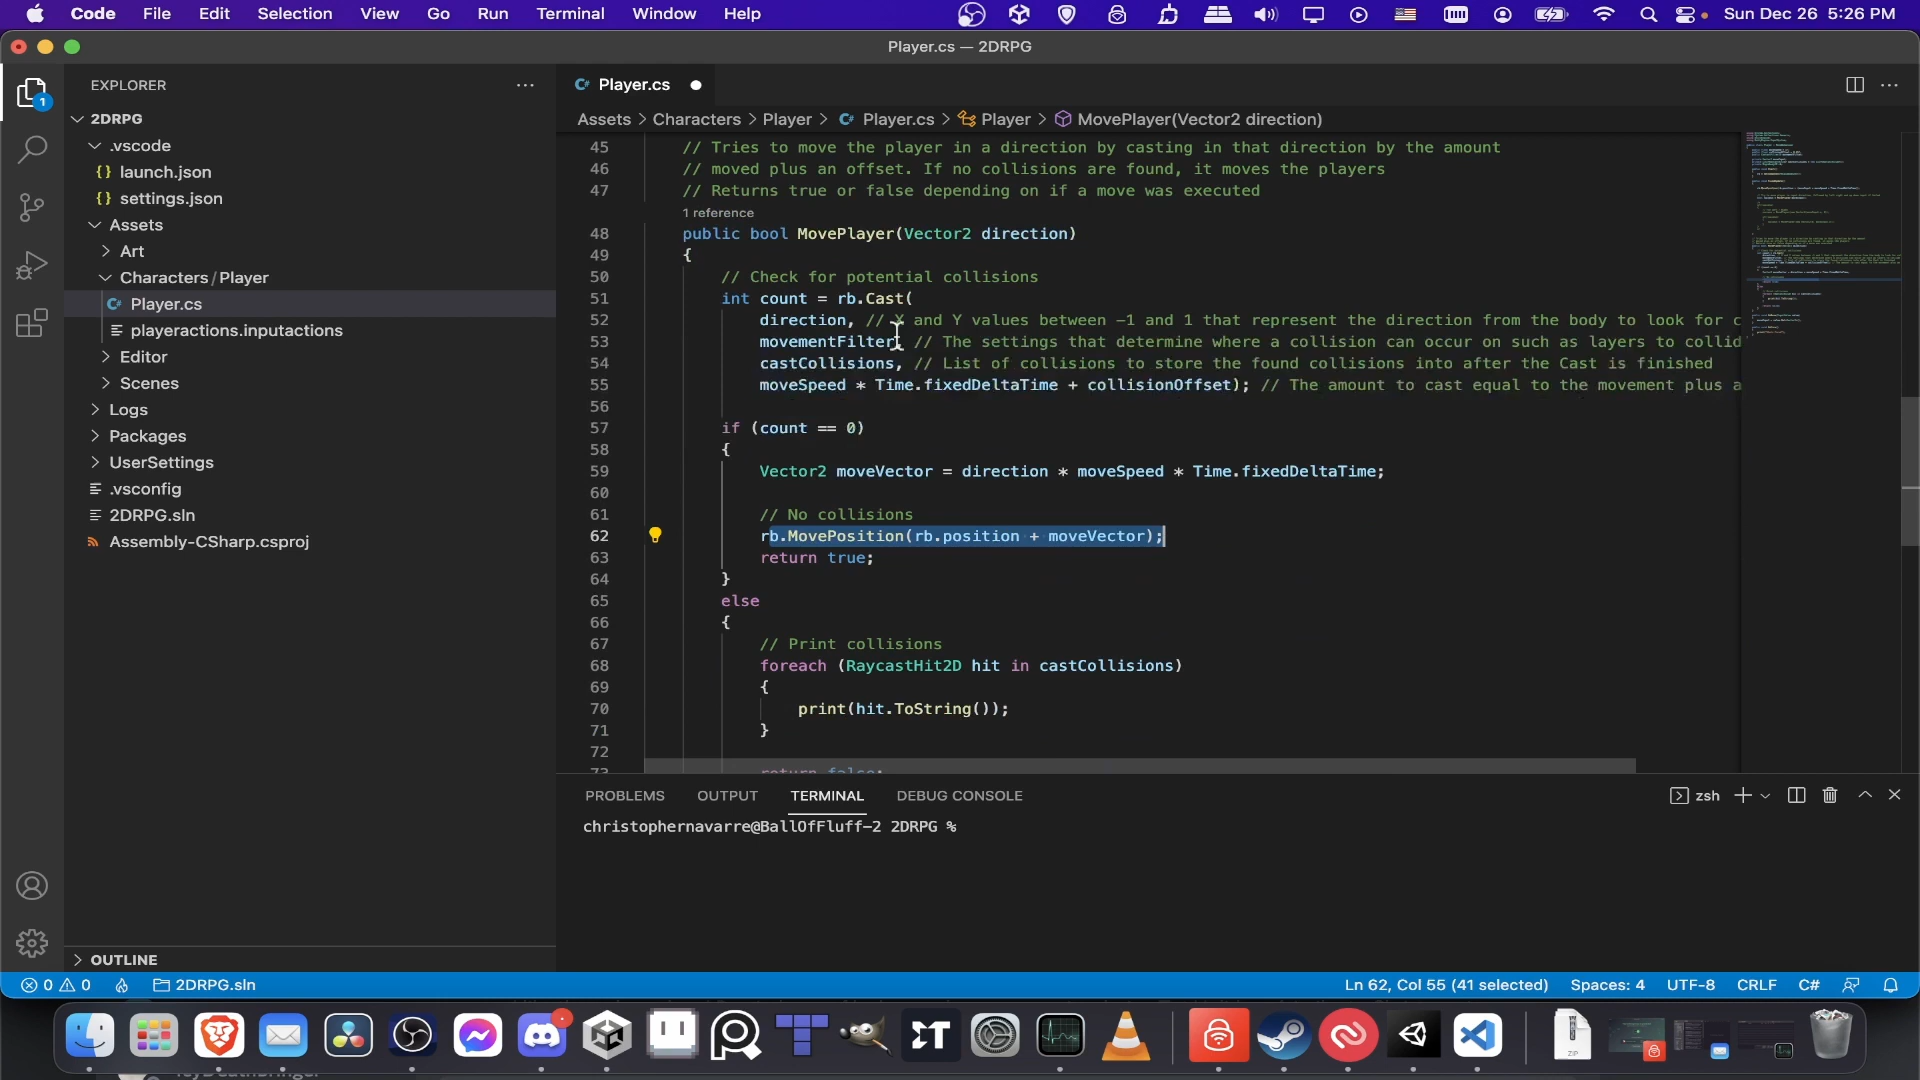 Code File Edit Selection View Go Run Terminal Window Help Sun Dec 26 5:26 PM
Player.cs — 2DRPG
EXPLORER
2DRPG
.vscode
{} launch.json
{} settings.json
Assets
Art
Characters/Player
Player.cs
playeractions.inputactions
Editor
Scenes
Logs
Packages
UserSettings
.vsconfig
2DRPG.sln
Assembly-CSharp.csproj
OUTLINE
1
Player.cs
Assets > Characters > Player > Player.cs > Player > MovePlayer(Vector2 direction)
45 // Tries to move the player in a direction by casting in that direction by the amount
46 // moved plus an offset. If no collisions are found, it moves the players
47 // Returns true or false depending on if a move was executed
1 reference
48 public bool MovePlayer(Vector2 direction)
49 {
50 // Check for potential collisions
51 int count = rb.Cast(
52 direction, // X and Y values between -1 and 1 that represent the direction from the body to look for c
53 movementFilter, // The settings that determine where a collision can occur on such as layers to collid
54 castCollisions, // List of collisions to store the found collisions into after the Cast is finished
55 moveSpeed * Time.fixedDeltaTime + collisionOffset); // The amount to cast equal to the movement plus a
56
57 if (count == 0)
58 {
59 Vector2 moveVector = direction * moveSpeed * Time.fixedDeltaTime;
60
61 // No collisions
62 rb.MovePosition(rb.position + moveVector);
63 return true;
64 }
65 else
66 {
67 // Print collisions
68 foreach (RaycastHit2D hit in castCollisions)
69 {
70 print(hit.ToString());
71 }
72
73 return false;
PROBLEMS OUTPUT TERMINAL DEBUG CONSOLE zsh
christophernavarre@BallOfFluff-2 2DRPG %
0 0 2DRPG.sln Ln 62, Col 55 (41 selected) Spaces: 4 UTF-8 CRLF C#
ZIP